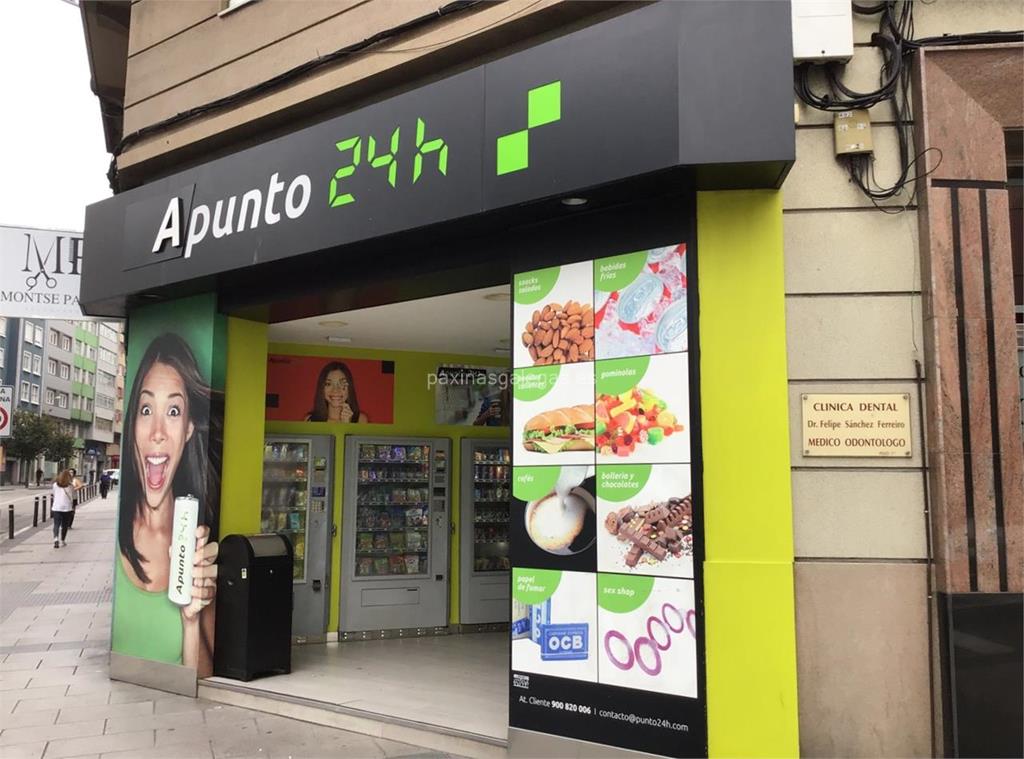 Apunto 24h
MONTSE PA
snacks
salados
bebidas
frías
gominolas
cafés
bollería y
chocolates
papel
de fumar
sex shop
OCB
Apunto 24h
At. Cliente 900 820 006 | contacto@punto24h.com
CLINICA DENTAL
Dr. Felipe Sánchez Ferreiro
MEDICO ODONTOLOGO
paxinasgalegas.es